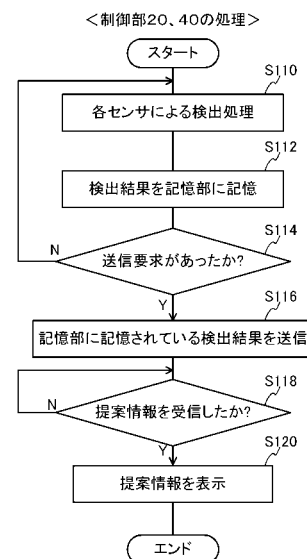 <制御部20、40の処理>
スタート
S110
各センサによる検出処理
S112
検出結果を記憶部に記憶
S114
送信要求があったか?
N
Y
S116
記憶部に記憶されている検出結果を送信
S118
提案情報を受信したか?
N
Y
S120
提案情報を表示
エンド